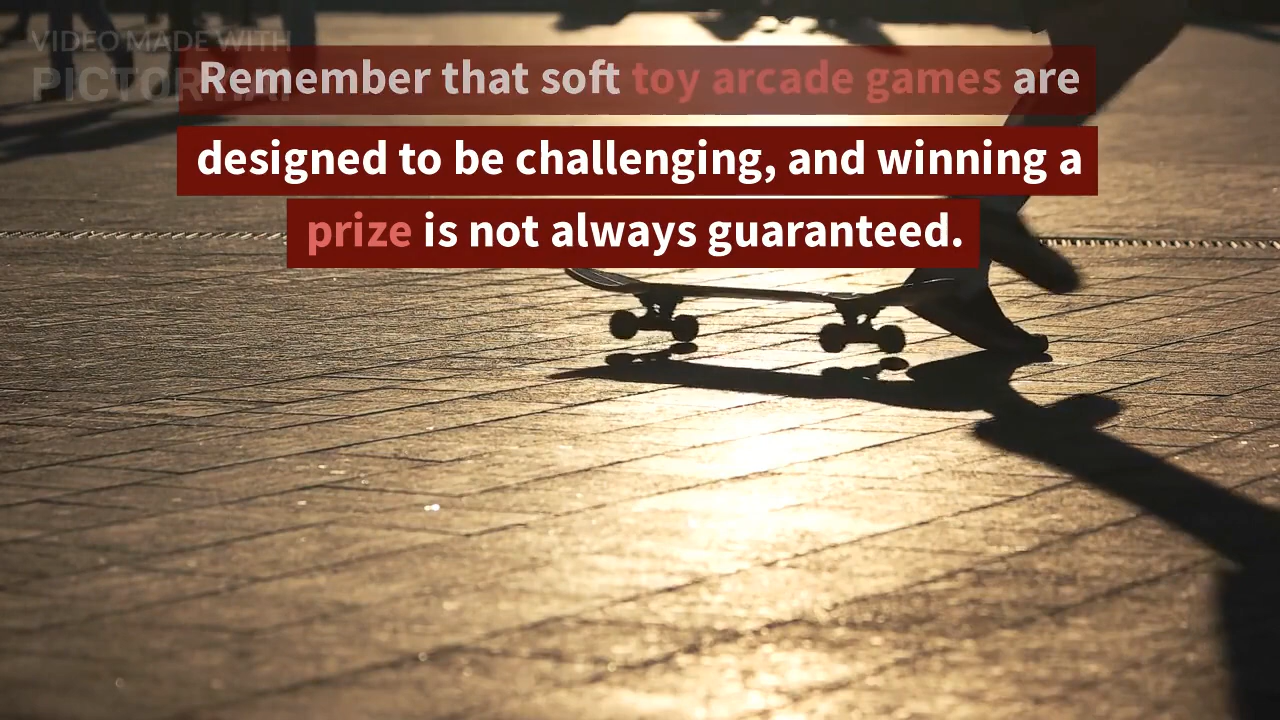 VIDEO MADE WITH
PICTORY.AI
Remember that soft toy arcade games are
designed to be challenging, and winning a
prize is not always guaranteed.